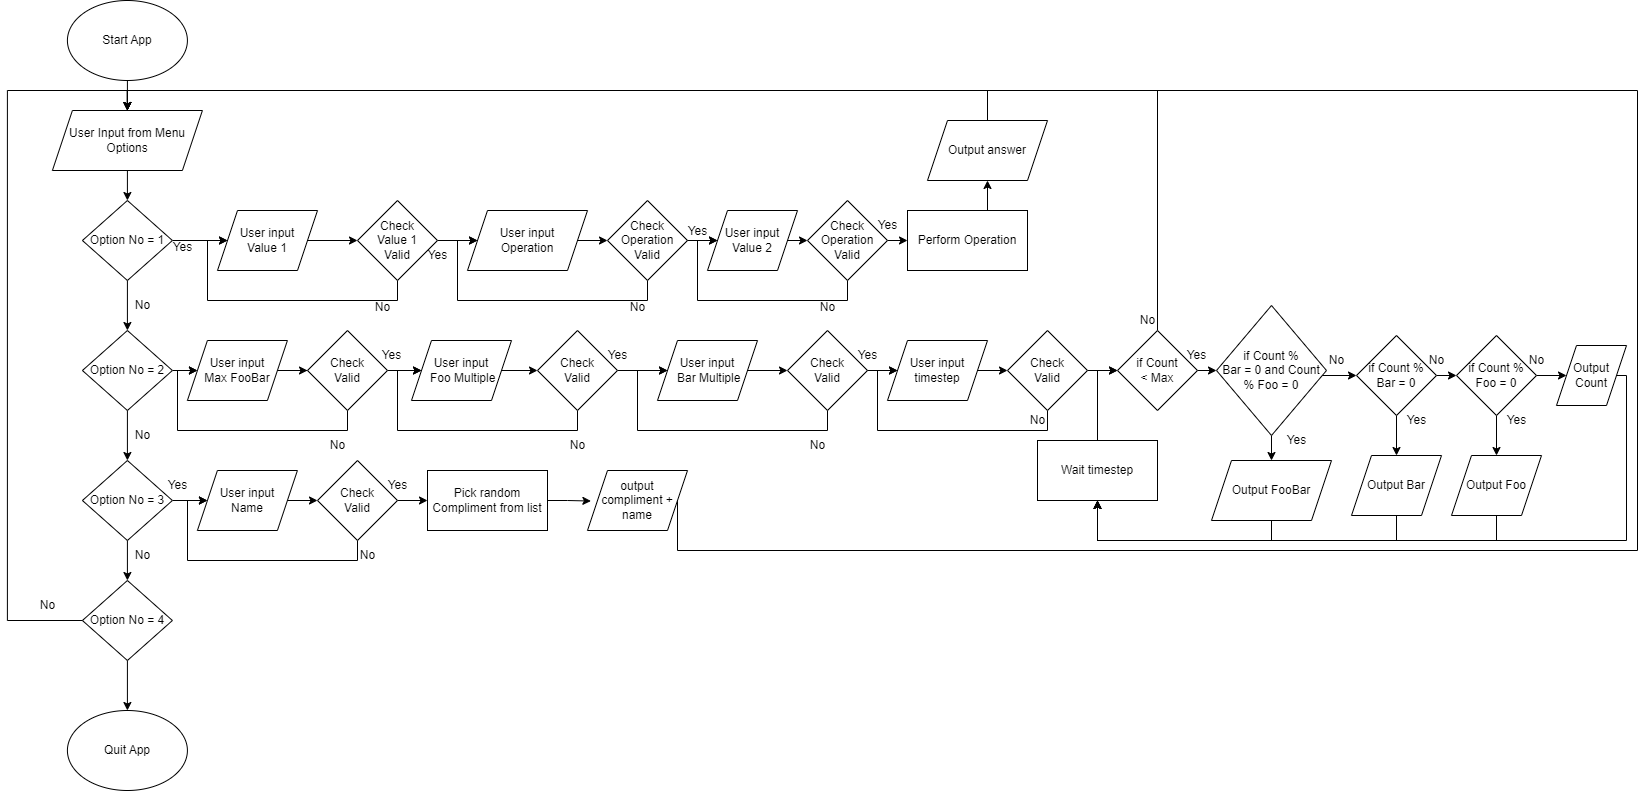 Start App
User Input from Menu
Options
Output answer
Option No = 1
Yes
User input
Value 1
Check
Value 1
Valid
Yes
User input
Operation
Check
Operation
Valid
Yes
User input
Value 2
Check
Operation
Valid
Yes
Perform Operation
No
No
No
No
Option No = 2
User input
Max FooBar
Check
Valid
Yes
User input
Foo Multiple
Check
Valid
Yes
User input
Bar Multiple
Check
Valid
Yes
User input
timestep
Check
Valid
No
if Count
< Max
Yes
if Count %
Bar = 0 and Count
% Foo = 0
No
if Count %
Bar = 0
No
if Count %
Foo = 0
No
Output
Count
No
No
No
No
No
Yes
Yes
Yes
Wait timestep
Output FooBar
Output Bar
Output Foo
Option No = 3
Yes
User input
Name
Check
Valid
Yes
Pick random
Compliment from list
output
compliment +
name
No
No
No
Option No = 4
Quit App